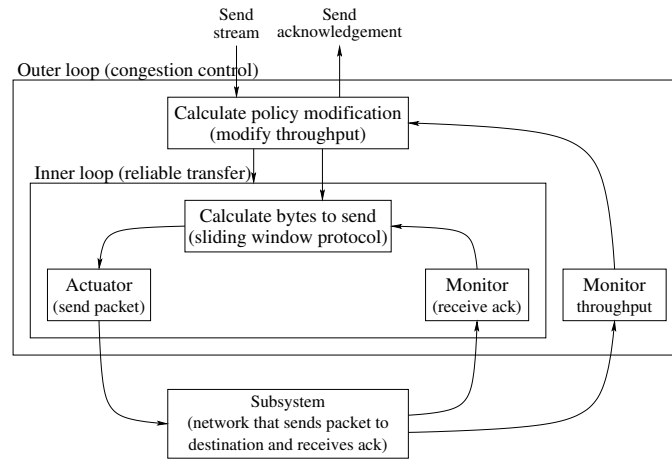 Send
stream
Send
acknowledgement
Outer loop (congestion control)
Calculate policy modification
(modify throughput)
Inner loop (reliable transfer)
Calculate bytes to send
(sliding window protocol)
Actuator
(send packet)
Monitor
(receive ack)
Monitor
throughput
Subsystem
(network that sends packet to
destination and receives ack)